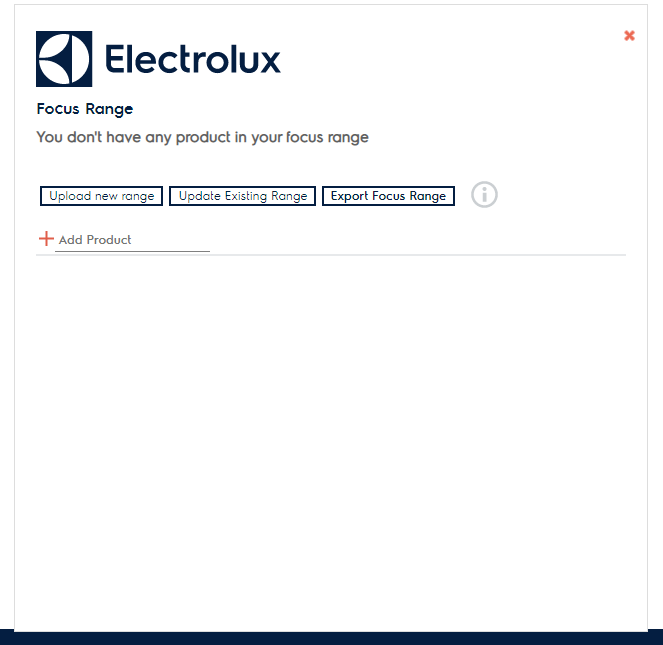 Electrolux
Focus Range
You don't have any product in your focus range
Upload new range Update Existing Range Export Focus Range
Add Product